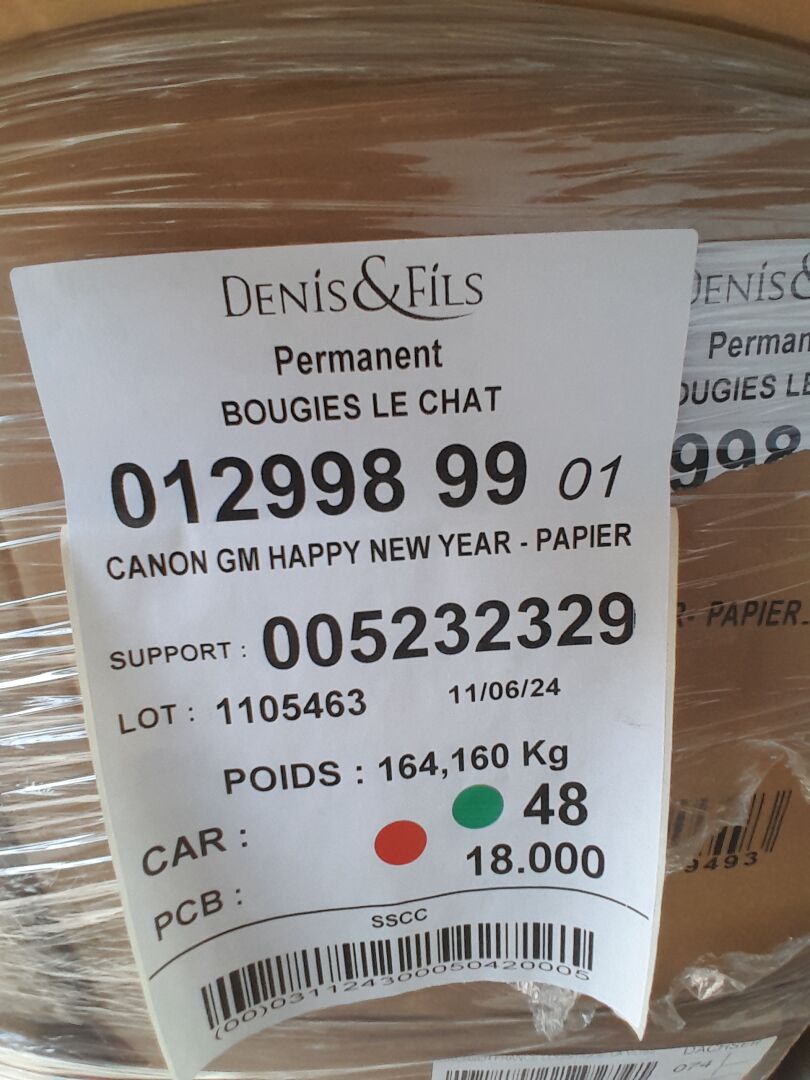 DENIS&FILS
Permanent
BOUGIES LE CHAT
012998 99 01
CANON GM HAPPY NEW YEAR - PAPIER
SUPPORT : 005232329
LOT : 1105463 11/06/24
POIDS : 164,160 Kg
CAR : 48
PCB : 18.000
SSCC
(00)031124300050420005
DENIS&
Perman
OUGIES LE
998
R- PAPIER
9493
DACHSER
074